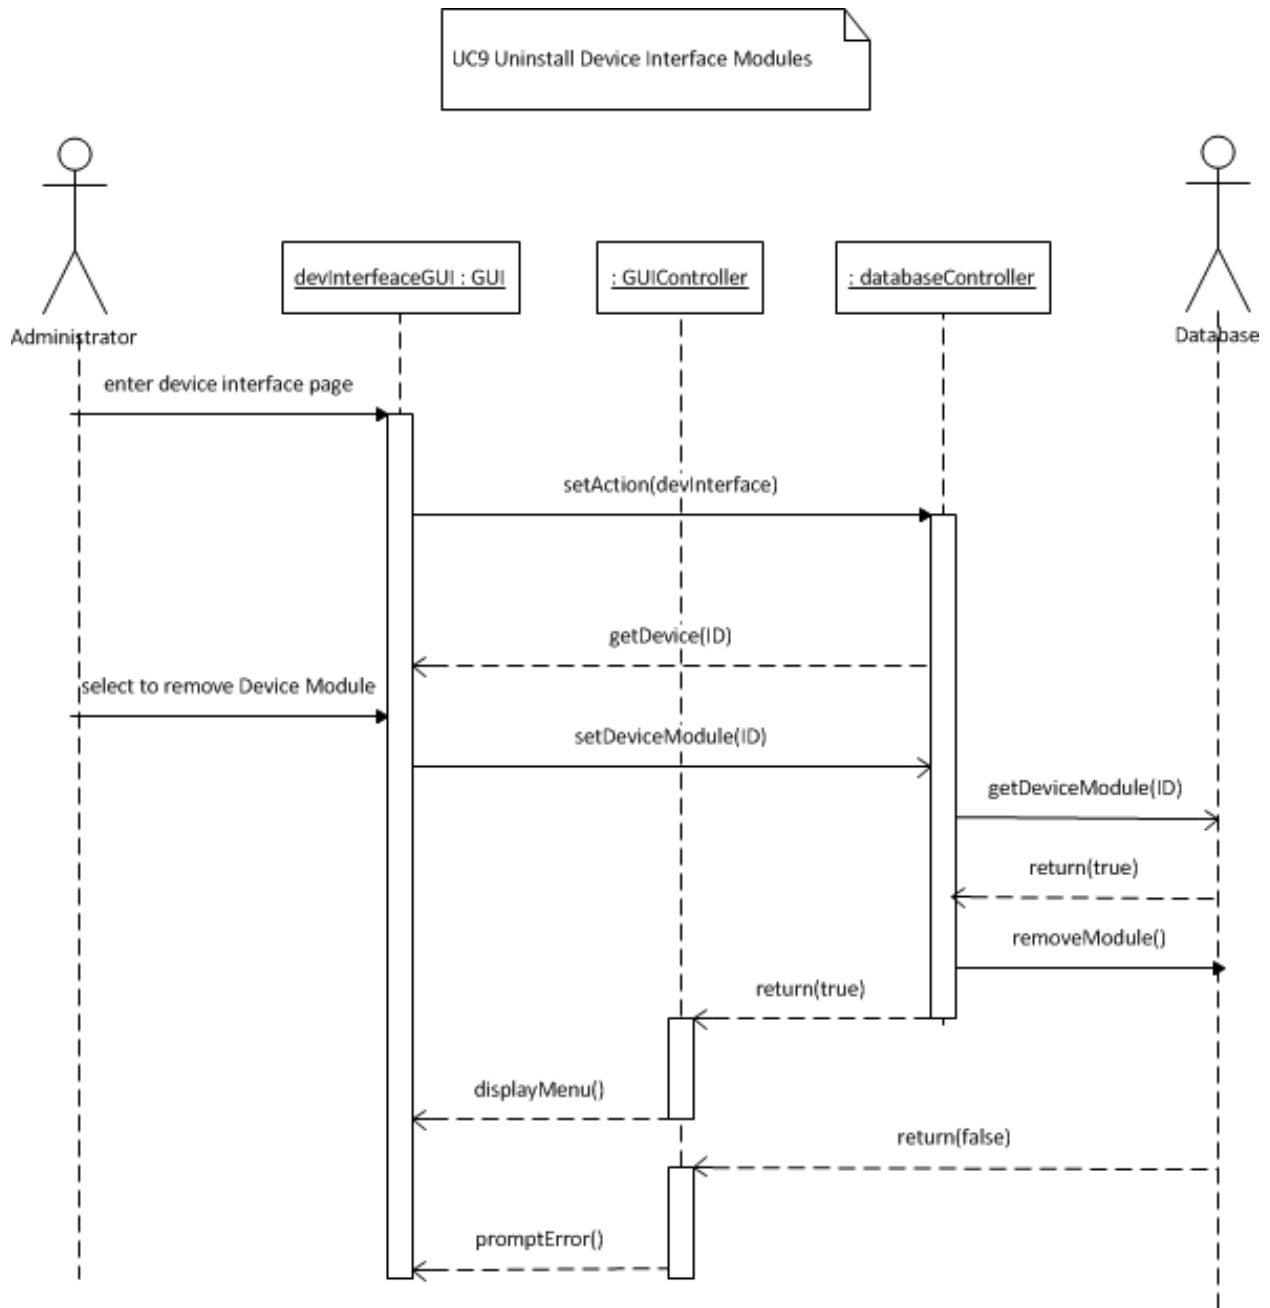 UC9 Uninstall Device Interface Modules
devInterfeaceGUI : GUI
: GUIController
: databaseController
Administrator
Database
enter device interface page
setAction(devInterface)
getDevice(ID)
select to remove Device Module
setDeviceModule(ID)
getDeviceModule(ID)
return(true)
removeModule()
return(true)
displayMenu()
return(false)
promptError()